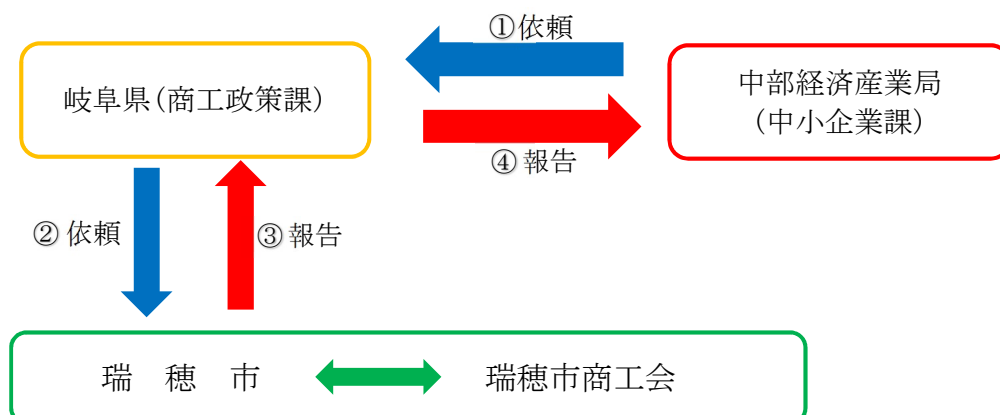 ①依頼
岐阜県(商工政策課)
中部経済産業局
(中小企業課)
④報告
②依頼
③報告
瑞　穂　市
瑞穂市商工会